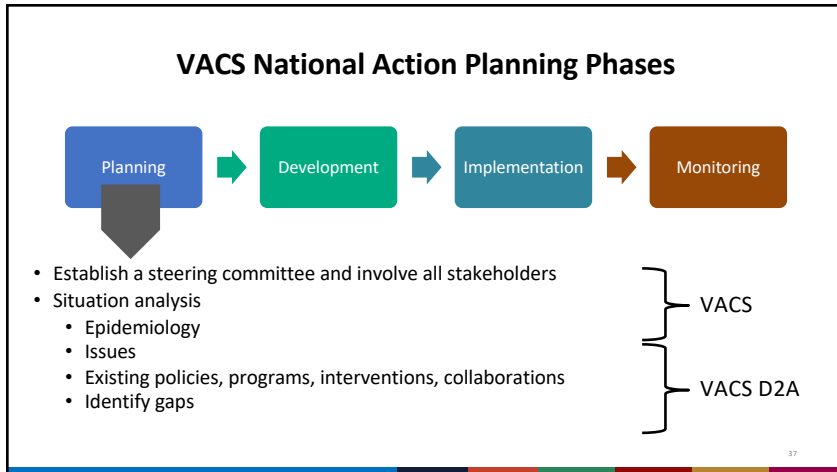 VACS National Action Planning Phases
Planning
Development
Implementation
Monitoring
• Establish a steering committee and involve all stakeholders
• Situation analysis
• Epidemiology
• Issues
• Existing policies, programs, interventions, collaborations
• Identify gaps
VACS
VACS D2A
37